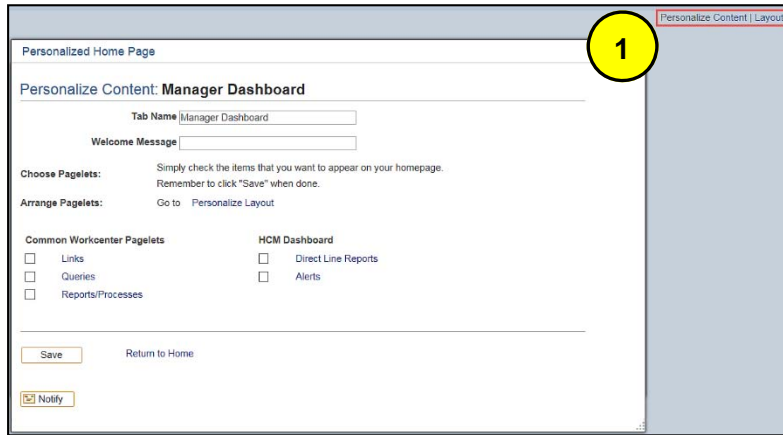 Personalize Content | Layout
1
Personalized Home Page
Personalize Content: Manager Dashboard
Tab Name Manager Dashboard
Welcome Message
Choose Pagelets: Simply check the items that you want to appear on your homepage.
Remember to click "Save" when done.
Arrange Pagelets: Go to Personalize Layout
Common Workcenter Pagelets HCM Dashboard
Links Direct Line Reports
Queries Alerts
Reports/Processes
Save Return to Home
Notify